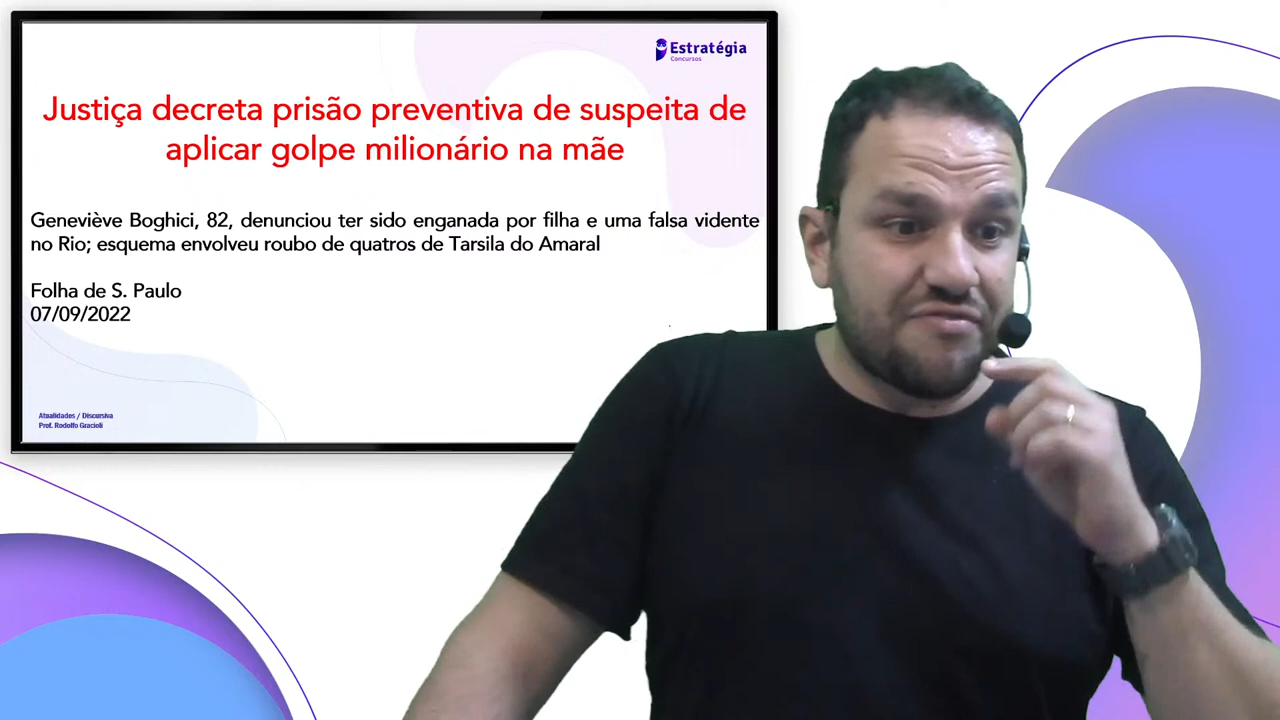 Estratégia
Concursos
Justiça decreta prisão preventiva de suspeita de
aplicar golpe milionário na mãe
Geneviève Boghici, 82, denunciou ter sido enganada por filha e uma falsa vidente
no Rio; esquema envolveu roubo de quatros de Tarsila do Amaral
Folha de S. Paulo
07/09/2022
Atualidades / Discursiva
Prof. Rodolfo Gracioli